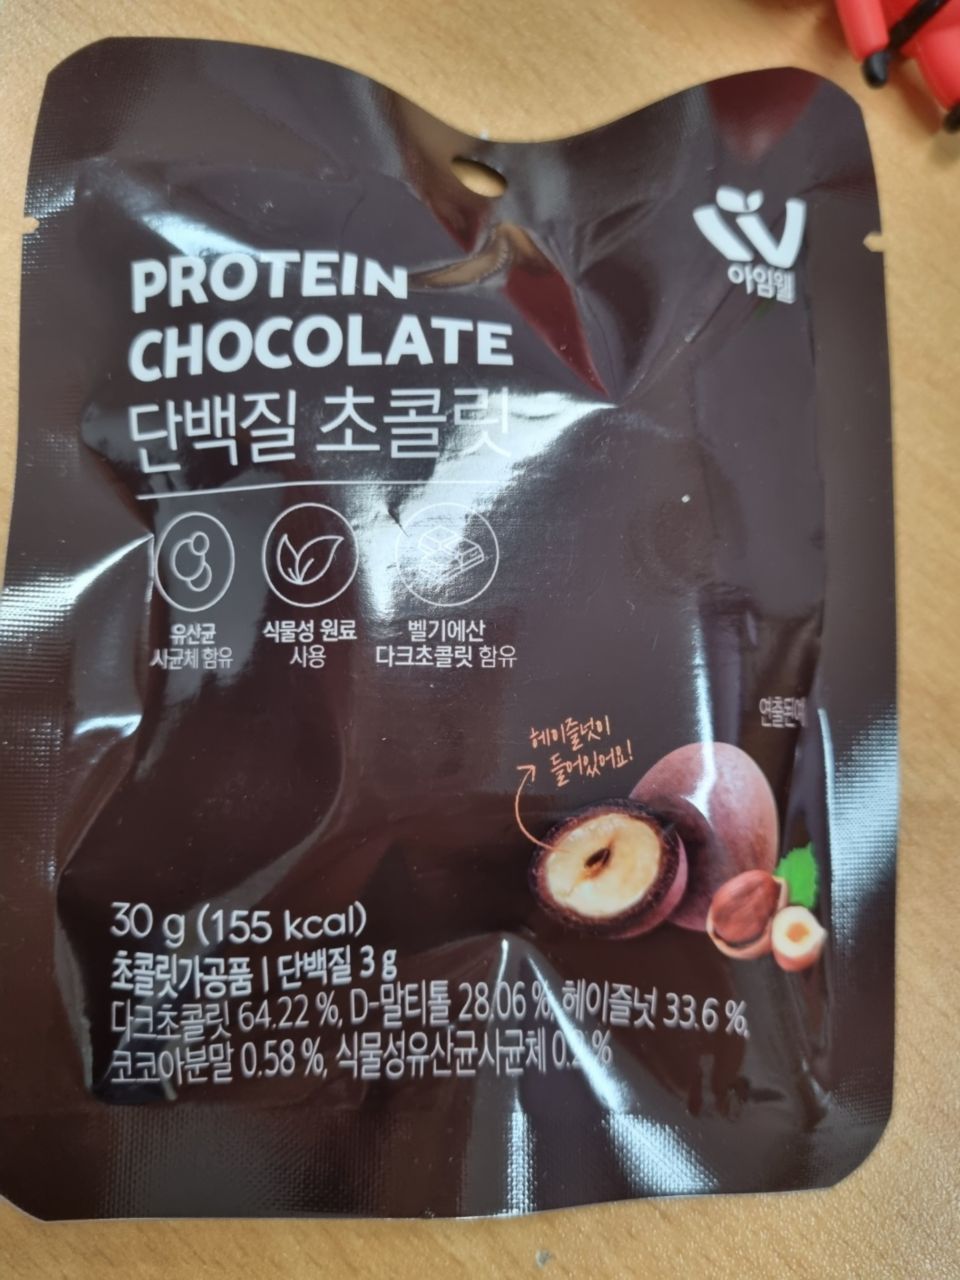 아임웰
PROTEIN
CHOCOLATE
단백질 초콜릿
유산균
사균체 함유
식물성 원료
사용
벨기에산
다크초콜릿 함유
연출된예
헤이즐넛이
들어있어요!
30 g (155 kcal)
초콜릿가공품 | 단백질 3 g
다크초콜릿 64.22 %, D-말티톨 28.06 %, 헤이즐넛 33.6 %,
코코아분말 0.58 %, 식물성유산균사균체